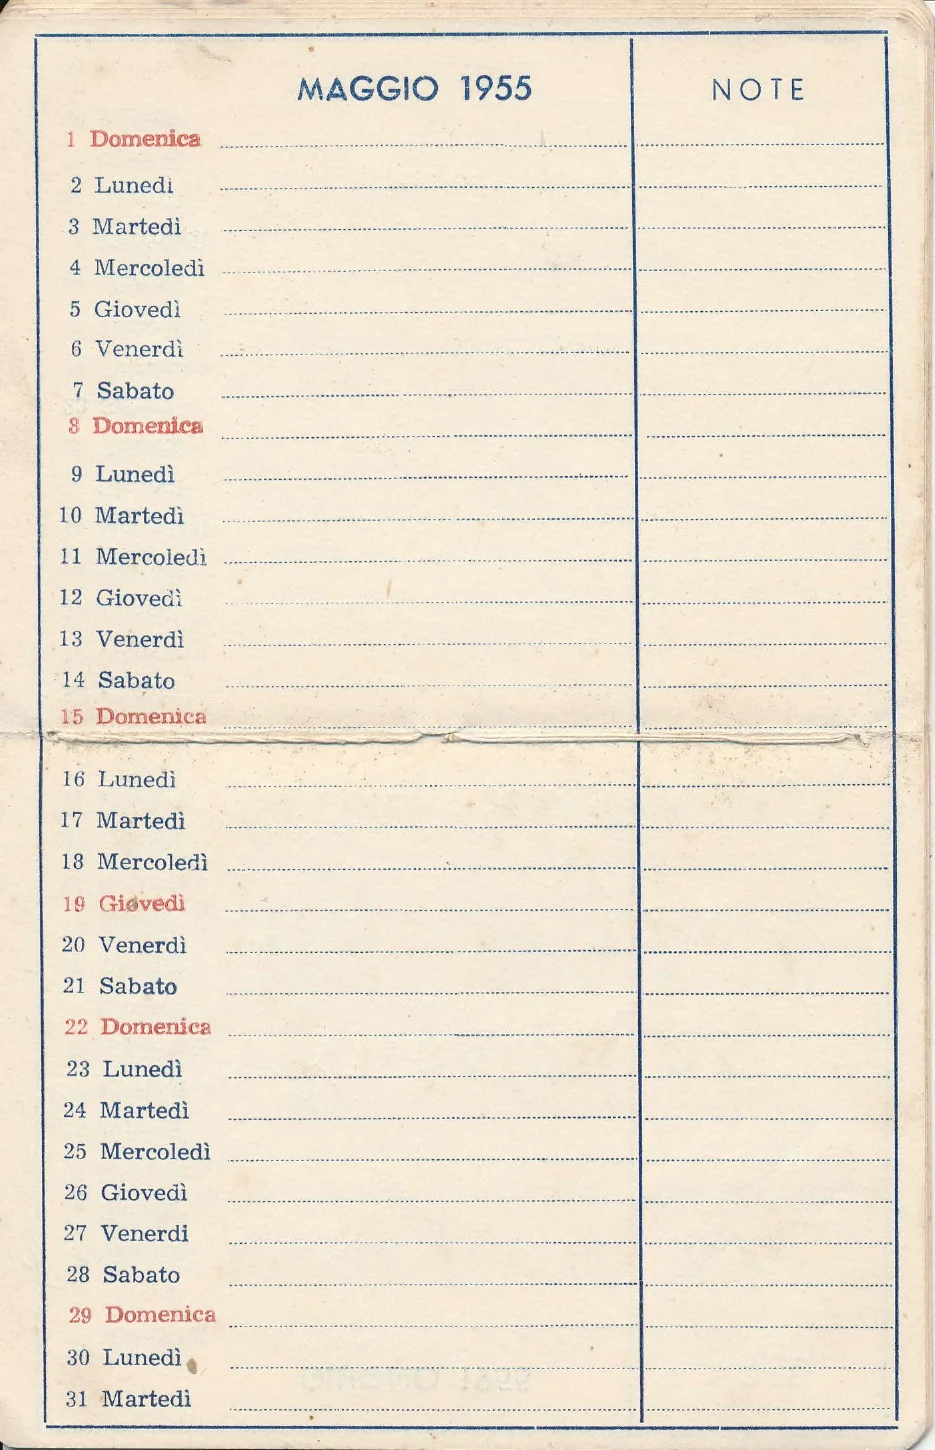 MAGGIO 1955 NOTE
1 Domenica
2 Lunedì
3 Martedì
4 Mercoledì
5 Giovedì
6 Venerdì
7 Sabato
8 Domenica
9 Lunedì
10 Martedì
11 Mercoledì
12 Giovedì
13 Venerdì
14 Sabato
15 Domenica
16 Lunedì
17 Martedì
18 Mercoledì
19 Giovedì
20 Venerdì
21 Sabato
22 Domenica
23 Lunedì
24 Martedì
25 Mercoledì
26 Giovedì
27 Venerdi
28 Sabato
29 Domenica
30 Lunedì
31 Martedì